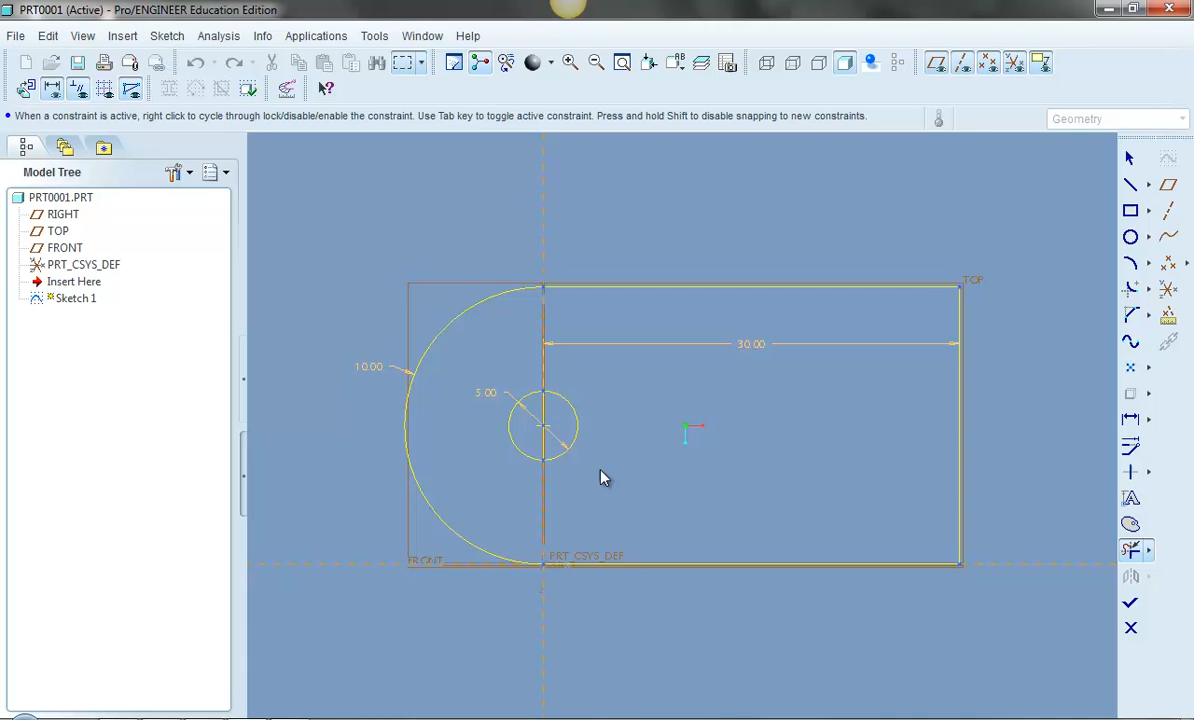 PRT0001 (Active) - Pro/ENGINEER Education Edition
File Edit View Insert Sketch Analysis Info Applications Tools Window Help
When a constraint is active, right click to cycle through lock/disable/enable the constraint. Use Tab key to toggle active constraint. Press and hold Shift to disable snapping to new constraints.
Geometry
Model Tree
PRT0001.PRT
RIGHT
TOP
FRONT
PRT_CSYS_DEF
Insert Here
Sketch 1
TOP
30.00
10.00
5.00
PRT_CSYS_DEF
FRONT